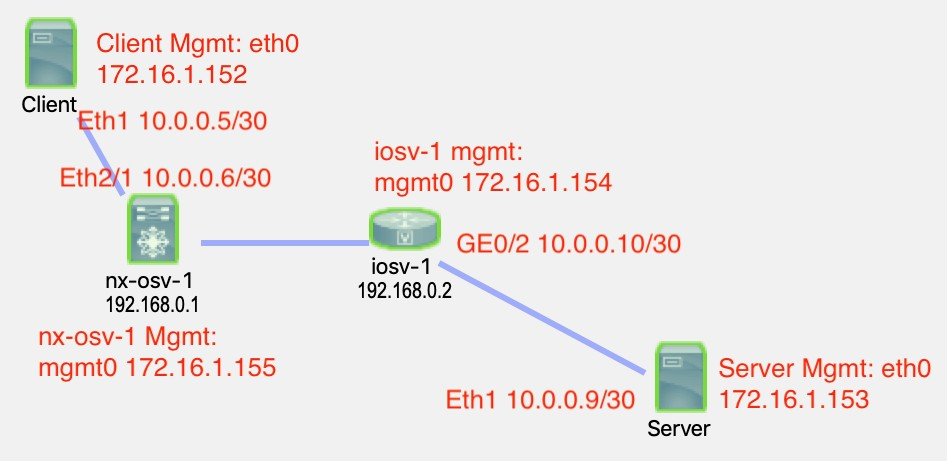 Client Mgmt: eth0
172.16.1.152
Client
Eth1 10.0.0.5/30
Eth2/1 10.0.0.6/30
iosv-1 mgmt:
mgmt0 172.16.1.154
GE0/2 10.0.0.10/30
nx-osv-1
192.168.0.1
iosv-1
192.168.0.2
nx-osv-1 Mgmt:
mgmt0 172.16.1.155
Server Mgmt: eth0
172.16.1.153
Eth1 10.0.0.9/30
Server